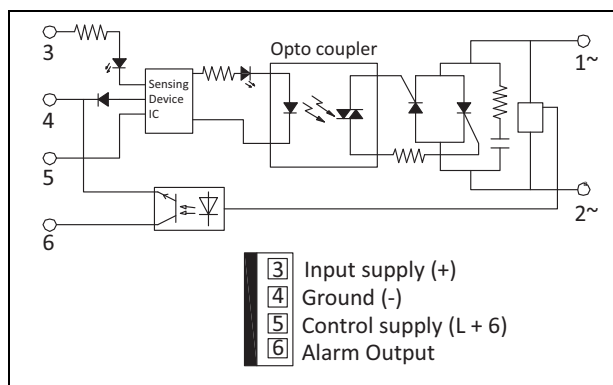 Opto coupler
3
1~
Sensing
Device
IC
4
5
2~
6
3 Input supply (+)
4 Ground (-)
5 Control supply (L + 6)
6 Alarm Output